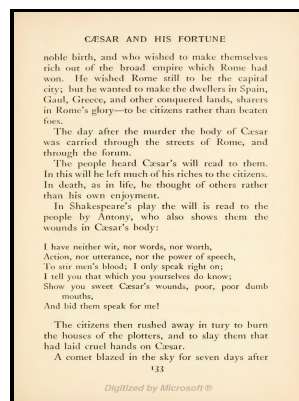 CÆSAR AND HIS FORTUNE
noble birth, and who wished to make themselves
rich out of the broad empire which Rome had
won. He wished Rome still to be the capital
city; but he wanted to make the dwellers in Spain,
Gaul, Greece, and other conquered lands, sharers
in Rome's glory—to be citizens rather than beaten
foes.
The day after the murder the body of Cæsar
was carried through the streets of Rome, and
through the forum.
The people heard Cæsar's will read to them.
In this will he left much of his riches to the citizens.
In death, as in life, he thought of others rather
than his own enjoyment.
In Shakespeare's play the will is read to the
people by Antony, who also shows them the
wounds in Cæsar's body:
I have neither wit, nor words, nor worth,
Action, nor utterance, nor the power of speech,
To stir men's blood; I only speak right on;
I tell you that which you yourselves do know;
Show you sweet Cæsar's wounds, poor, poor dumb
mouths,
And bid them speak for me!
The citizens then rushed away in fury to burn
the houses of the plotters, and to slay them that
had laid cruel hands on Cæsar.
A comet blazed in the sky for seven days after
133
Digitized by Microsoft ®